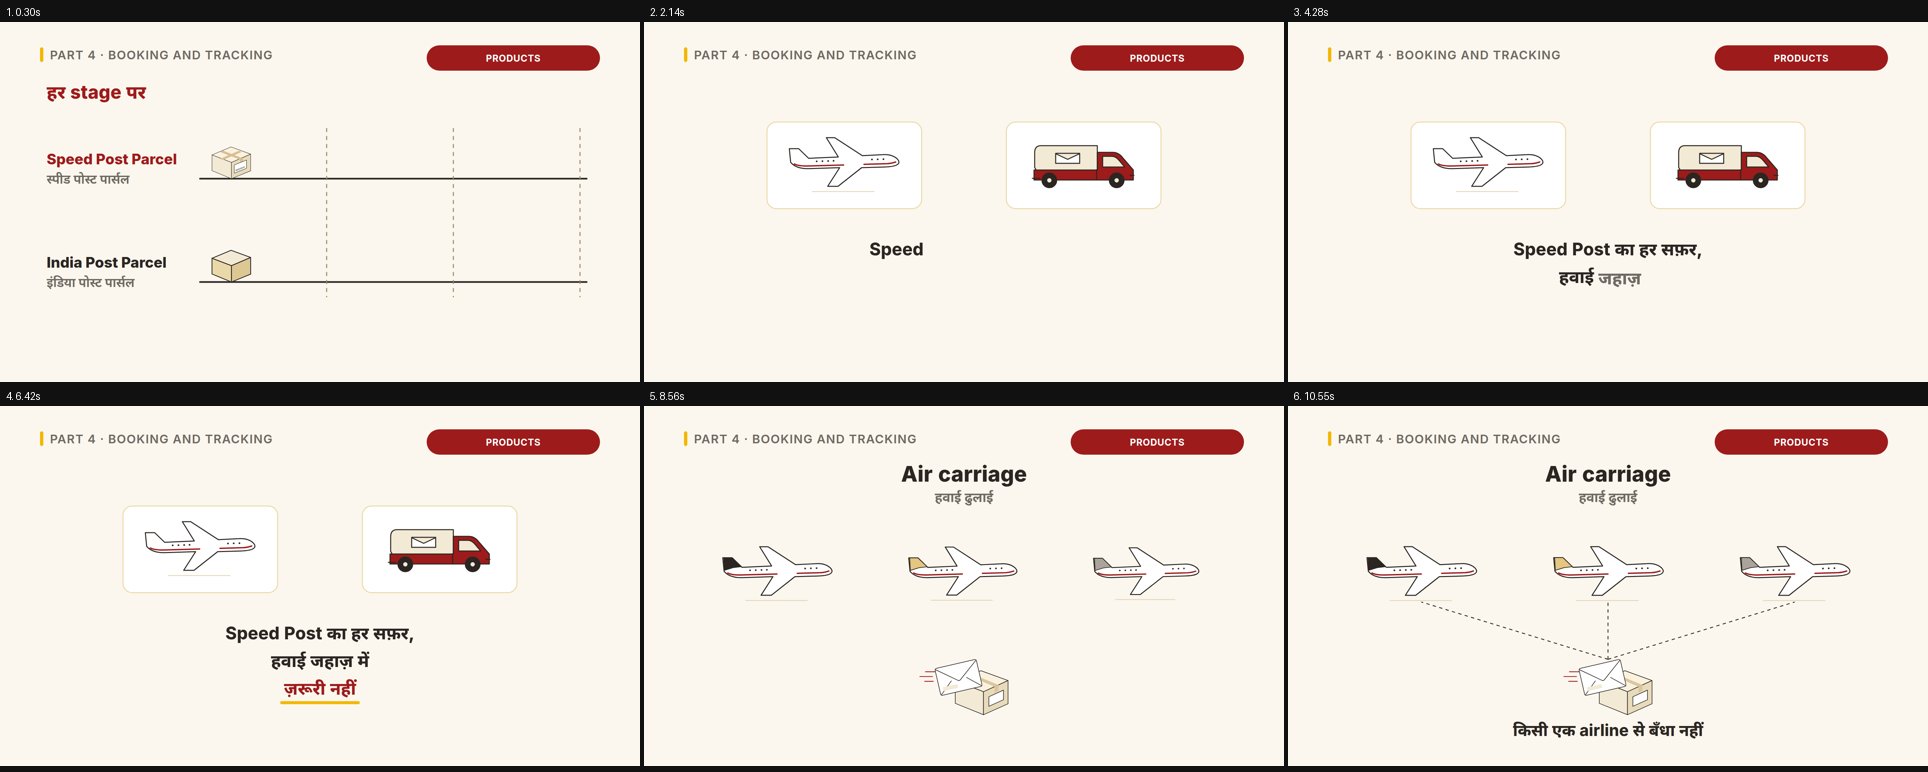 1. 0.30s
PART 4 · BOOKING AND TRACKING
PRODUCTS
हर stage पर
Speed Post Parcel
स्पीड पोस्ट पार्सल
India Post Parcel
इंडिया पोस्ट पार्सल
2. 2.14s
PART 4 · BOOKING AND TRACKING
PRODUCTS
Speed
3. 4.28s
PART 4 · BOOKING AND TRACKING
PRODUCTS
Speed Post का हर सफ़र,
हवाई जहाज़
4. 6.42s
PART 4 · BOOKING AND TRACKING
PRODUCTS
Speed Post का हर सफ़र,
हवाई जहाज़ में
ज़रूरी नहीं
5. 8.56s
PART 4 · BOOKING AND TRACKING
PRODUCTS
Air carriage
हवाई ढुलाई
6. 10.55s
PART 4 · BOOKING AND TRACKING
PRODUCTS
Air carriage
हवाई ढुलाई
किसी एक airline से बँधा नहीं